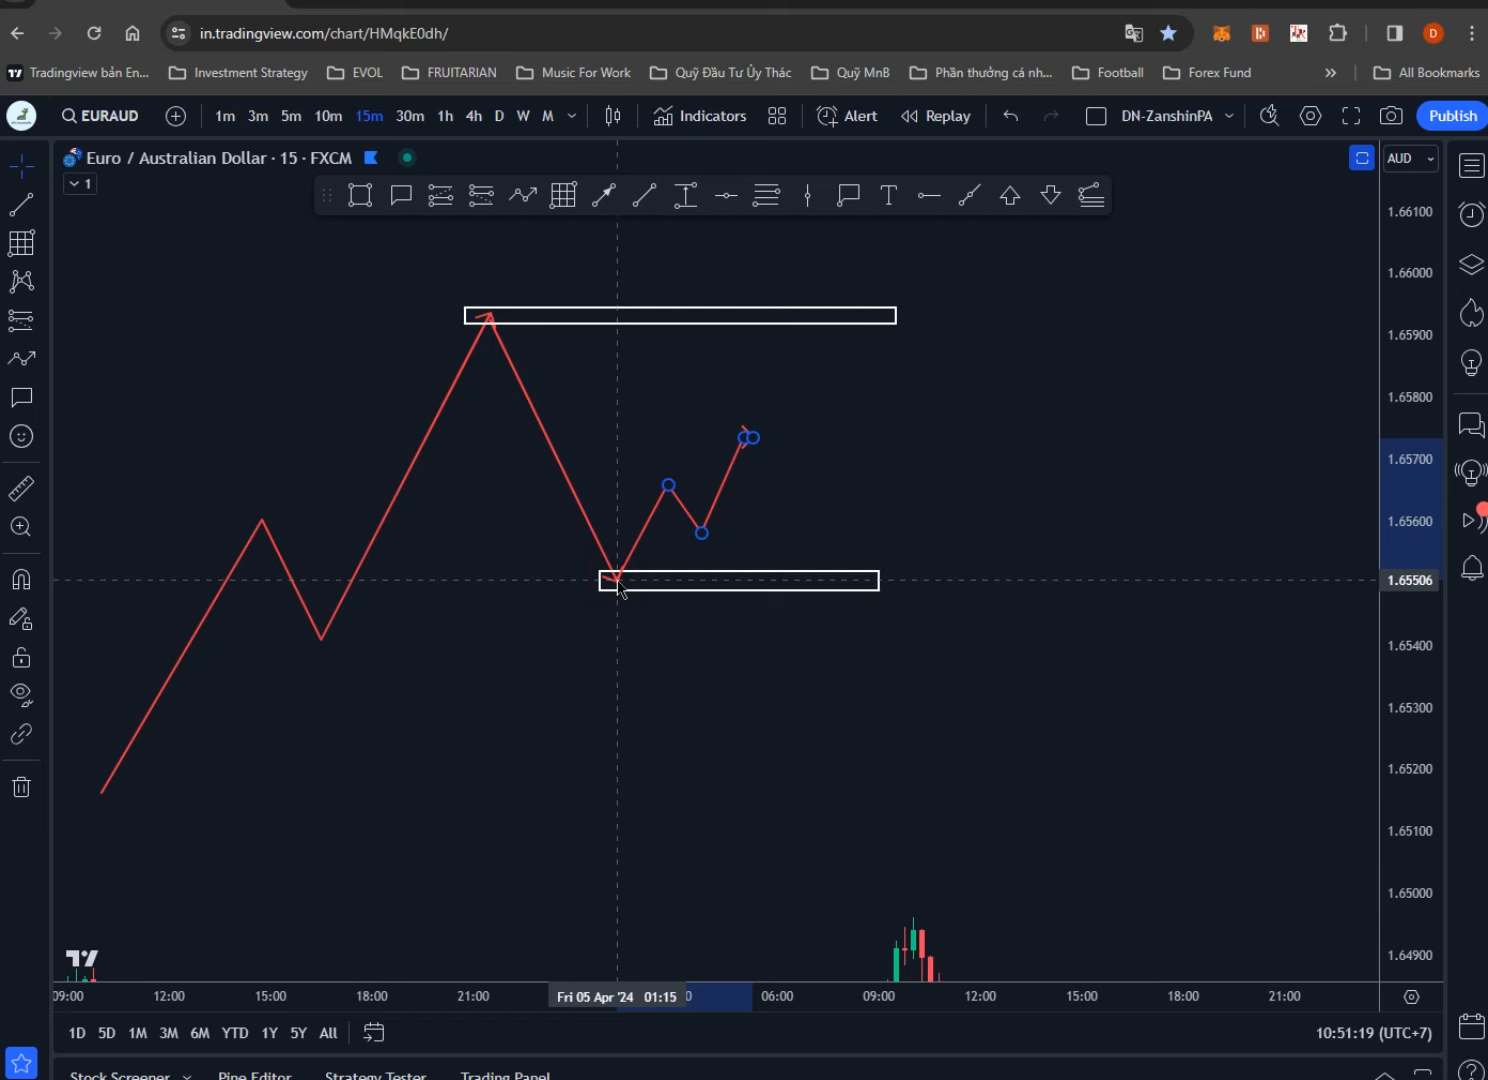 in.tradingview.com/chart/HMqkE0dh/
D
Tradingview bản En... Investment Strategy EVOL FRUITARIAN Music For Work Quỹ Đầu Tư Ủy Thác Quỹ MnB Phần thưởng cá nh... Football Forex Fund » All Bookmarks
EURAUD 1m 3m 5m 10m 15m 30m 1h 4h D W M Indicators Alert Replay DN-ZanshinPA Publish
Euro / Australian Dollar · 15 · FXCM AUD
1
T
1.66100
1.66000
1.65900
1.65800
1.65700
1.65600
1.65506
1.65400
1.65300
1.65200
1.65100
1.65000
1.64900
09:00 12:00 15:00 18:00 21:00 Fri 05 Apr '24 01:15 0 06:00 09:00 12:00 15:00 18:00 21:00
1D 5D 1M 3M 6M YTD 1Y 5Y All 10:51:19 (UTC+7)
Stock Screener Pine Editor Strategy Tester Trading Panel